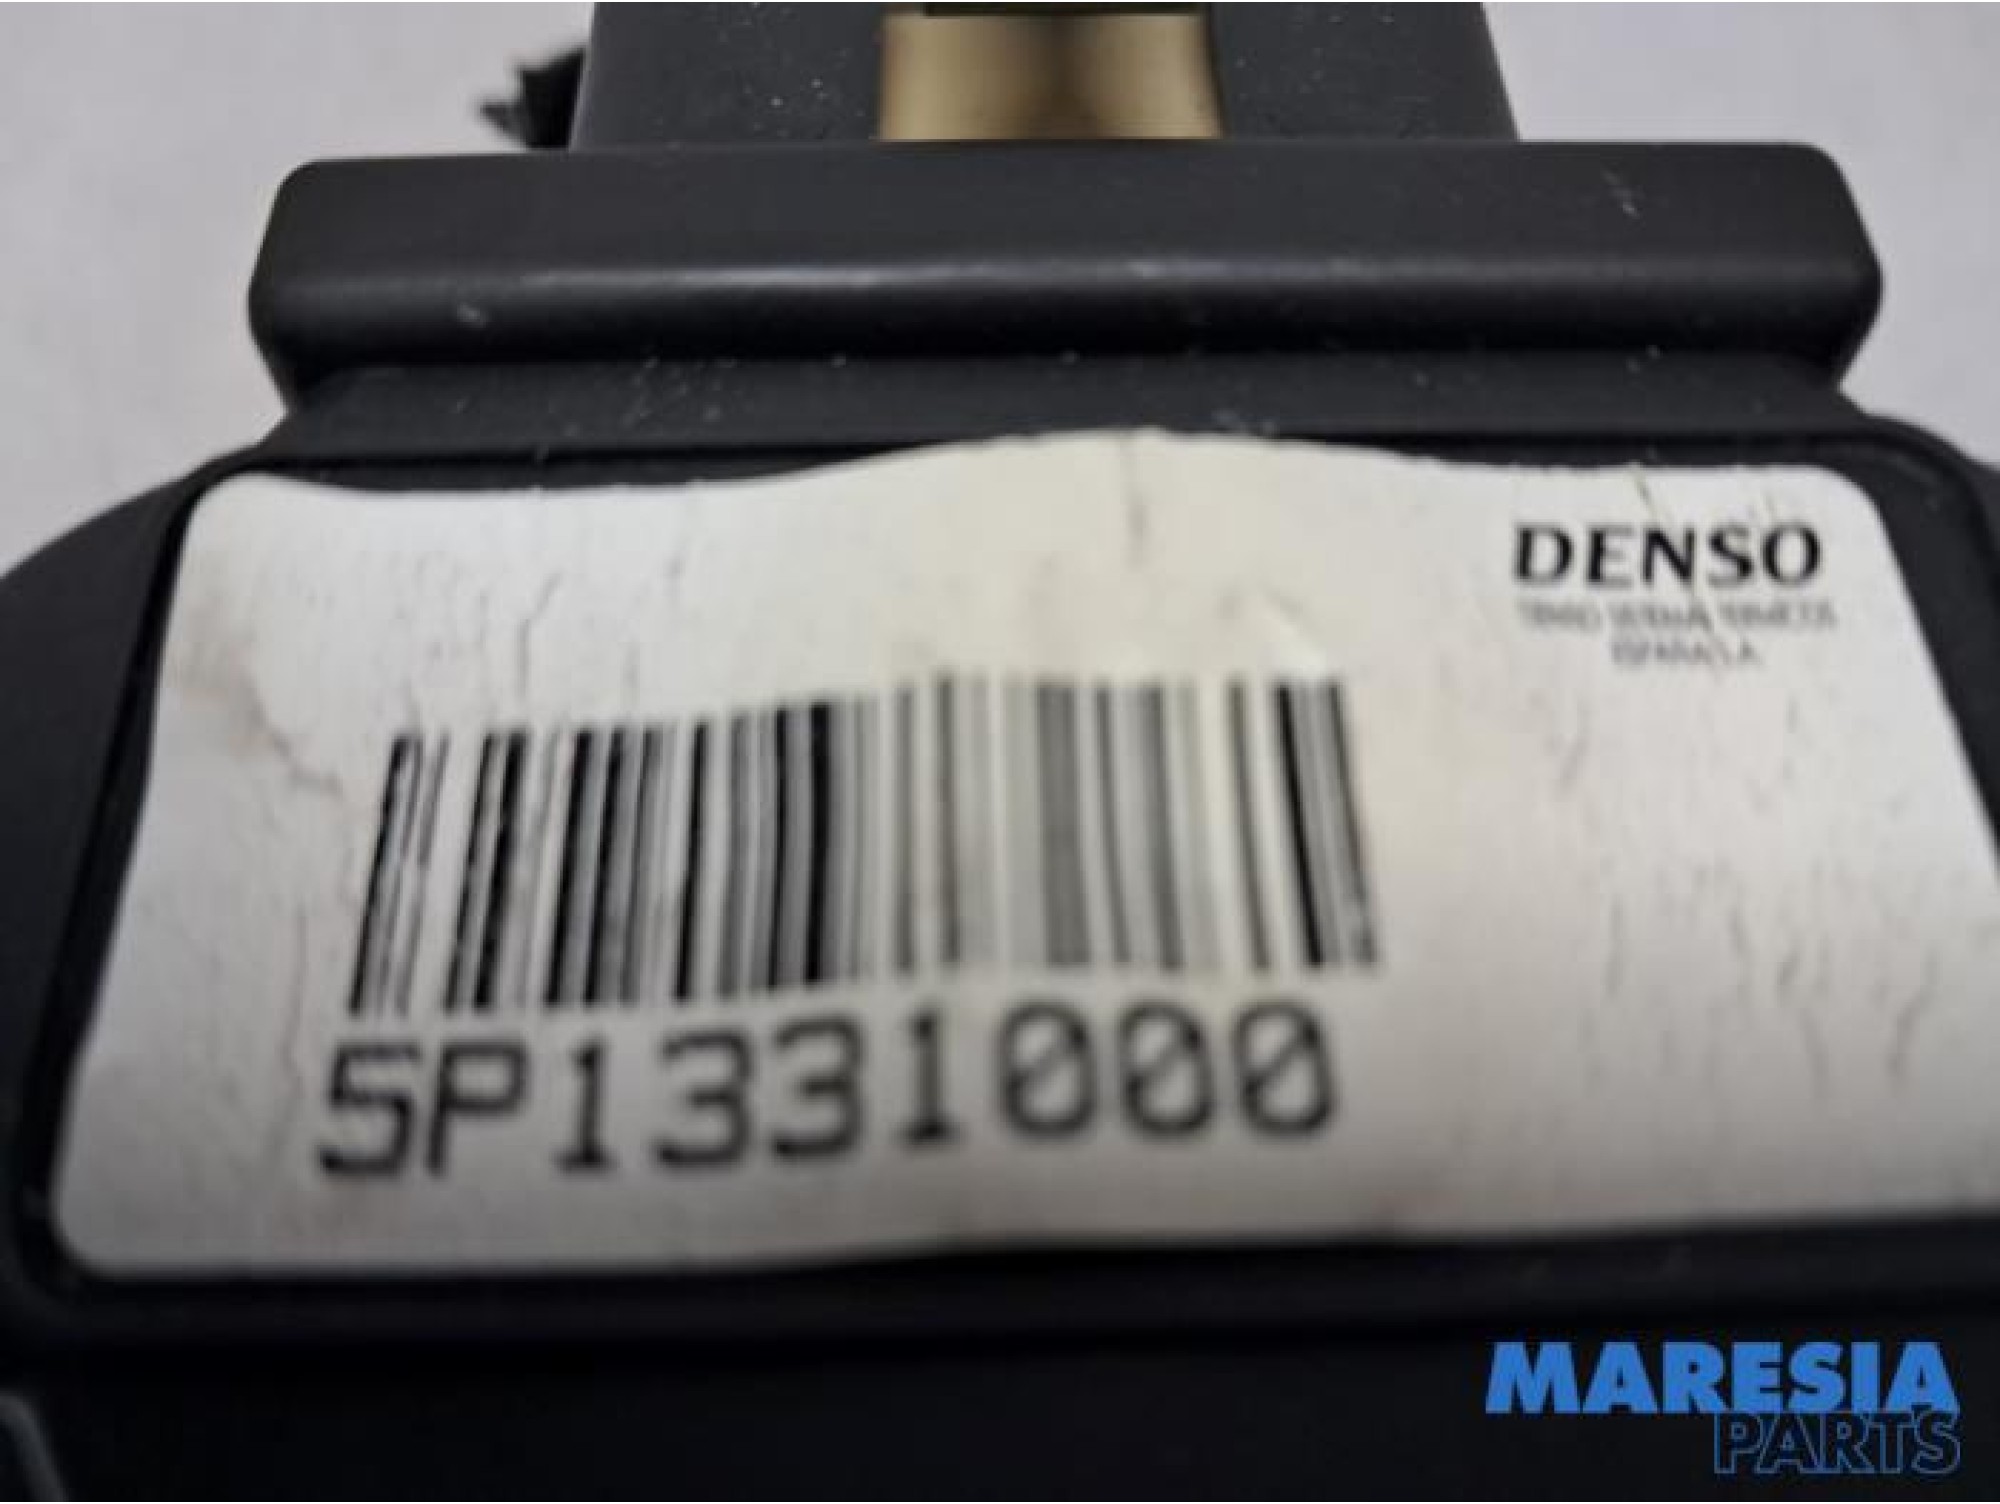 DENSO
5P1331000
MARESIA
PARTS